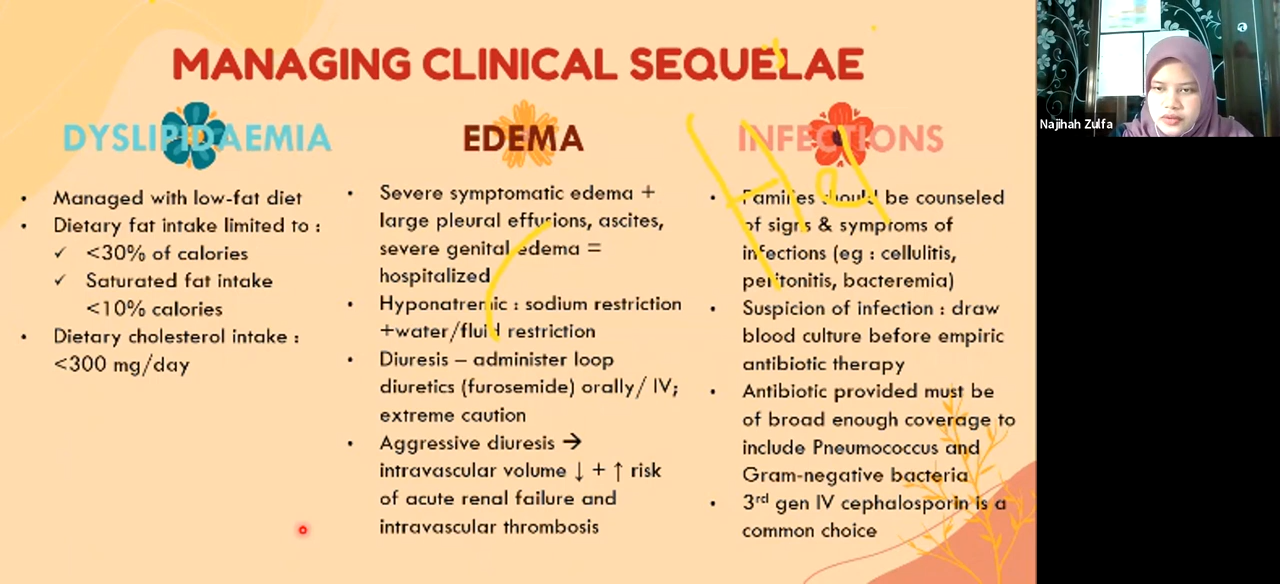 MANAGING CLINICAL SEQUELAE
DYSLIPIDAEMIA
• Managed with low-fat diet
• Dietary fat intake limited to :
✓ <30% of calories
✓ Saturated fat intake
<10% calories
• Dietary cholesterol intake :
<300 mg/day
EDEMA
• Severe symptomatic edema +
large pleural effusions, ascites,
severe genital edema =
hospitalized
• Hyponatremic : sodium restriction
+water/fluid restriction
• Diuresis – administer loop
diuretics (furosemide) orally/ IV;
extreme caution
• Aggressive diuresis →
intravascular volume ↓ + ↑ risk
of acute renal failure and
intravascular thrombosis
INFECTIONS
• Families should be counseled
of signs & symptoms of
infections (eg : cellulitis,
peritonitis, bacteremia)
• Suspicion of infection : draw
blood culture before empiric
antibiotic therapy
• Antibiotic provided must be
of broad enough coverage to
include Pneumococcus and
Gram-negative bacteria
• 3rd gen IV cephalosporin is a
common choice
Najihah Zulfa